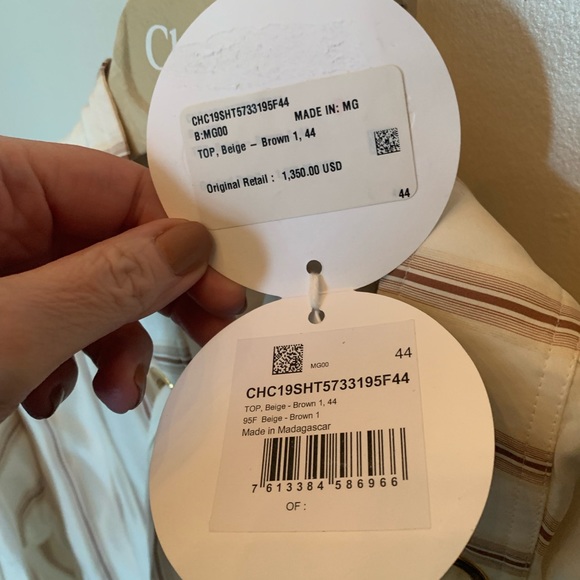 CHC19SHT5733195F44
B:MG00 MADE IN: MG
TOP, Beige - Brown 1, 44
Original Retail : 1,350.00 USD
44
MG00 44
CHC19SHT5733195F44
TOP, Beige - Brown 1, 44
95F Beige - Brown 1
Made in Madagascar
7 613384 586966
OF :